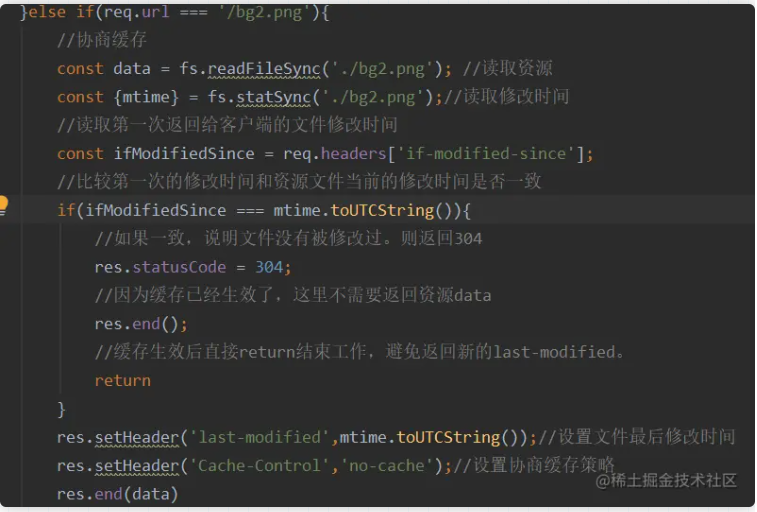 }else if(req.url === '/bg2.png'){
//协商缓存
const data = fs.readFileSync('./bg2.png'); //读取资源
const {mtime} = fs.statSync('./bg2.png');//读取修改时间
//读取第一次返回给客户端的文件修改时间
const ifModifiedSince = req.headers['if-modified-since'];
//比较第一次的修改时间和资源文件当前的修改时间是否一致
if(ifModifiedSince === mtime.toUTCString()){
//如果一致，说明文件没有被修改过。则返回304
res.statusCode = 304;
//因为缓存已经生效了，这里不需要返回资源data
res.end();
//缓存生效后直接return结束工作，避免返回新的last-modified。
return
}
res.setHeader('last-modified',mtime.toUTCString());//设置文件最后修改时间
res.setHeader('Cache-Control','no-cache');//设置协商缓存策略
res.end(data)
@稀土掘金技术社区